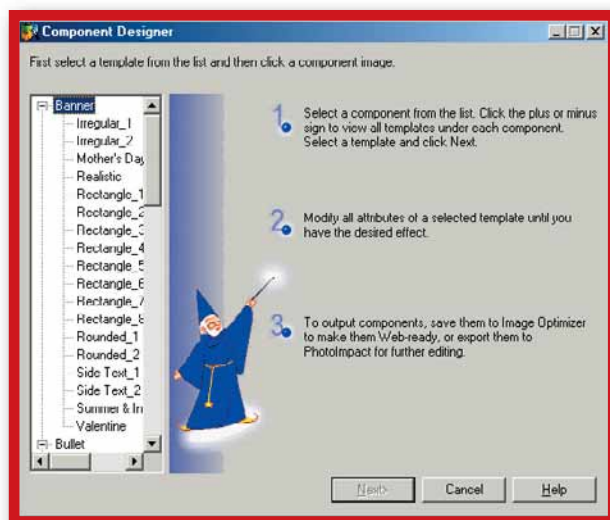 Component Designer
First select a template from the list and then click a component image.
Banner
Irregular_1
Irregular_2
Mother's Day
Realistic
Rectangle_1
Rectangle_2
Rectangle_3
Rectangle_4
Rectangle_5
Rectangle_6
Rectangle_7
Rectangle_8
Rounded_1
Rounded_2
Side Text_1
Side Text_2
Summer & In
Valentine
Bullet
1. Select a component from the list. Click the plus or minus
sign to view all templates under each component.
Select a template and click Next.
2. Modify all attributes of a selected template until you
have the desired effect.
3. To output components, save them to Image Optimizer
to make them Web-ready, or export them to
PhotoImpact for further editing.
Next>
Cancel
Help